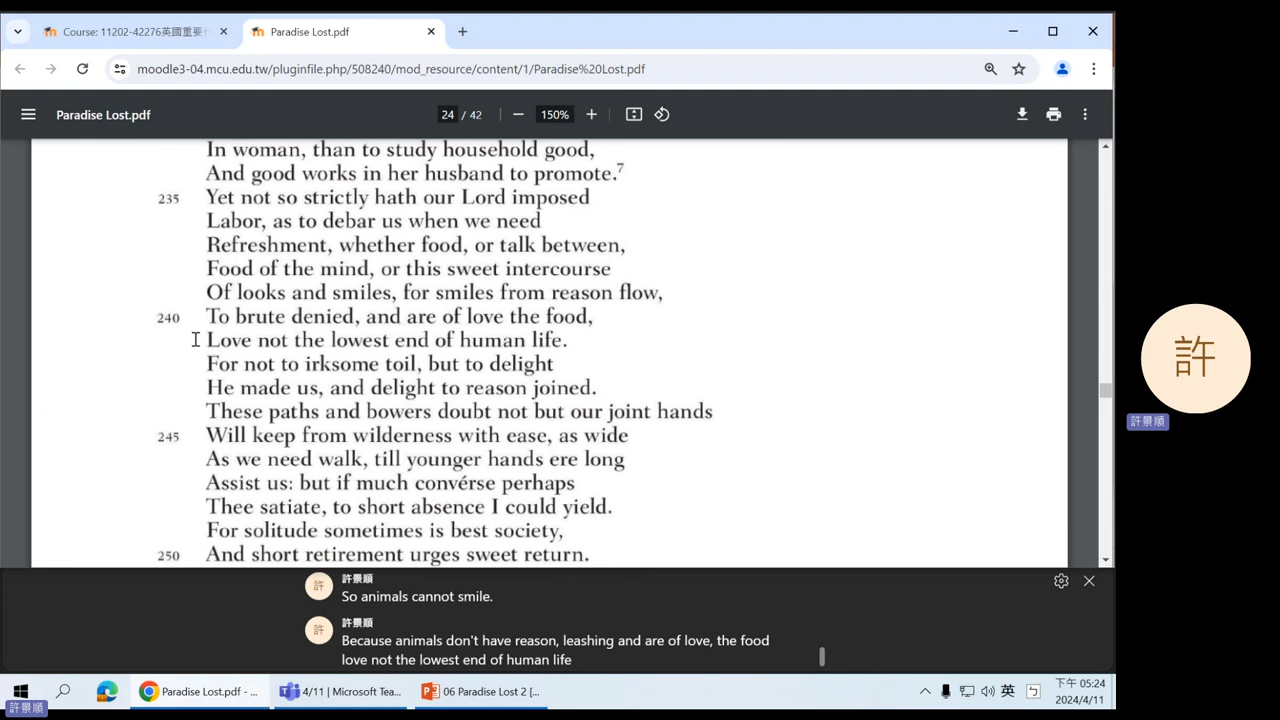 Course: 11202-42276英國重要
Paradise Lost.pdf
moodle3-04.mcu.edu.tw/pluginfile.php/508240/mod_resource/content/1/Paradise%20Lost.pdf
Paradise Lost.pdf
24 / 42
150%
In woman, than to study household good,
And good works in her husband to promote.7
235 Yet not so strictly hath our Lord imposed
Labor, as to debar us when we need
Refreshment, whether food, or talk between,
Food of the mind, or this sweet intercourse
Of looks and smiles, for smiles from reason flow,
240 To brute denied, and are of love the food,
Love not the lowest end of human life.
For not to irksome toil, but to delight
He made us, and delight to reason joined.
These paths and bowers doubt not but our joint hands
245 Will keep from wilderness with ease, as wide
As we need walk, till younger hands ere long
Assist us: but if much convérse perhaps
Thee satiate, to short absence I could yield.
For solitude sometimes is best society,
250 And short retirement urges sweet return.
許
許景順
許
許景順
So animals cannot smile.
許
許景順
Because animals don't have reason, leashing and are of love, the food
love not the lowest end of human life
Paradise Lost.pdf - ...
4/11 | Microsoft Tea...
06 Paradise Lost 2 [...
英
下午 05:24
2024/4/11
許景順